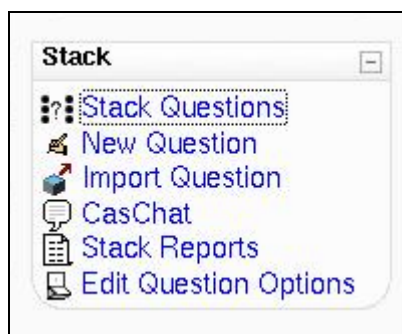 Stack
Stack Questions
New Question
Import Question
CasChat
Stack Reports
Edit Question Options